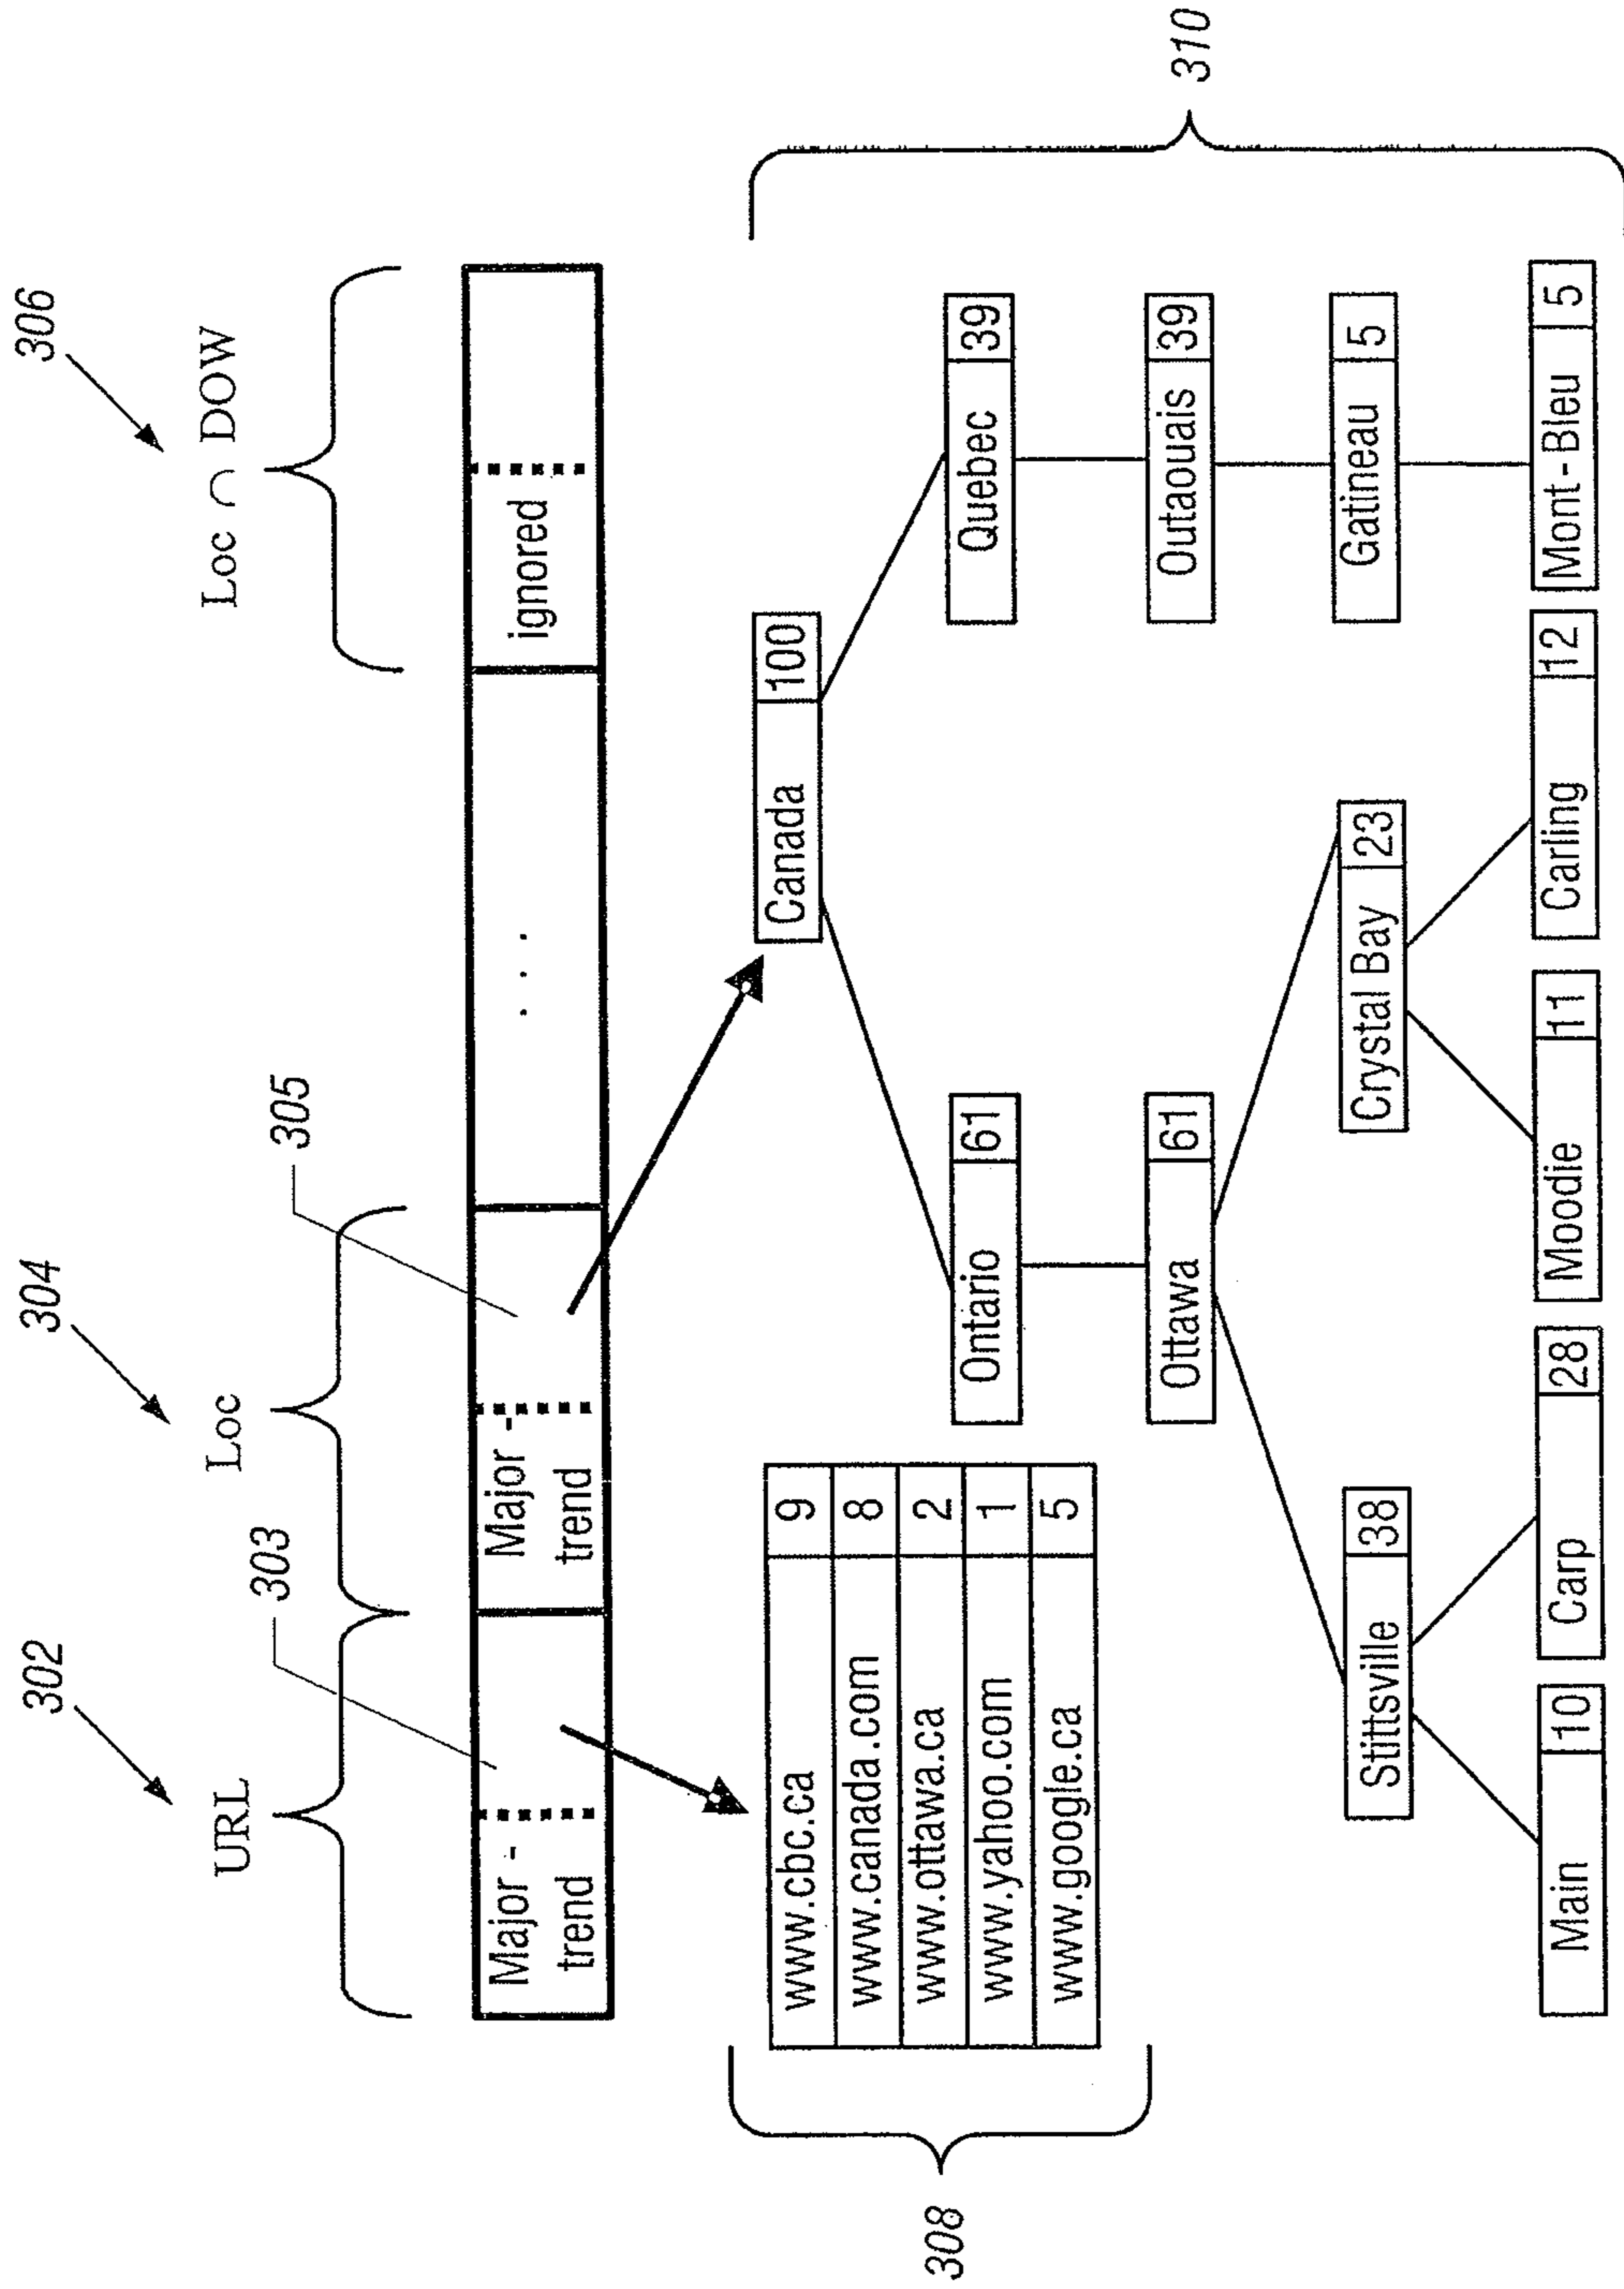 302
304
306
URL
Loc
Loc ∩ DOW
303
305
Major - trend
Major - trend
. . .
ignored
308
www.cbc.ca 9
www.canada.com 8
www.ottawa.ca 2
www.yahoo.com 1
www.google.ca 5
Canada 100
310
Ontario 61
Quebec 39
Ottawa 61
Outaouais 39
Stittsville 38
Crystal Bay 23
Gatineau 5
Main 10
Carp 28
Moodie 11
Carling 12
Mont-Bleu 5